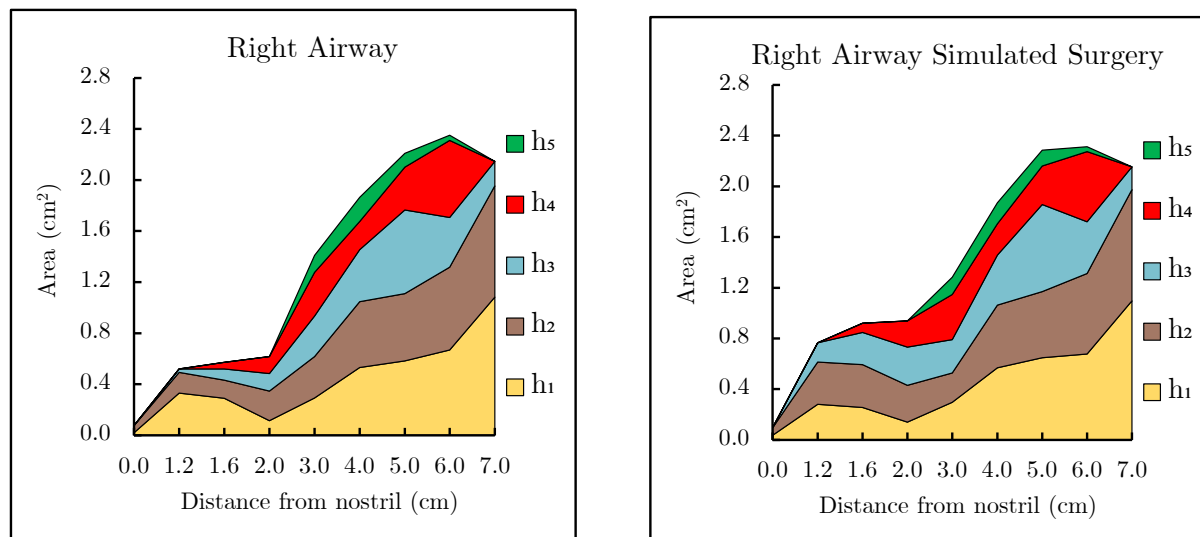 Right Airway
2.8
2.4
2.0
1.6
1.2
0.8
0.4
0.0
Area (cm²)
0.0 1.2 1.6 2.0 3.0 4.0 5.0 6.0 7.0
Distance from nostril (cm)
h₅
h₄
h₃
h₂
h₁
Right Airway Simulated Surgery
2.8
2.4
2.0
1.6
1.2
0.8
0.4
0.0
Area (cm²)
0.0 1.2 1.6 2.0 3.0 4.0 5.0 6.0 7.0
Distance from nostril (cm)
h₅
h₄
h₃
h₂
h₁